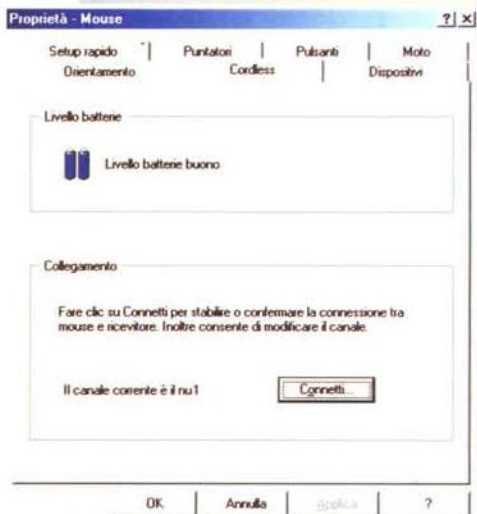 Proprietà - Mouse
Setup rapido Puntatori Pulsanti Moto
Orientamento Cordless Dispositivi
Livello batterie
Livello batterie buono
Collegamento
Fare clic su Connetti per stabilire o confermare la connessione tra
mouse e ricevitore. Inoltre consente di modificare il canale.
Il canale corrente è il nu1
Connetti...
OK Annulla Applica ?